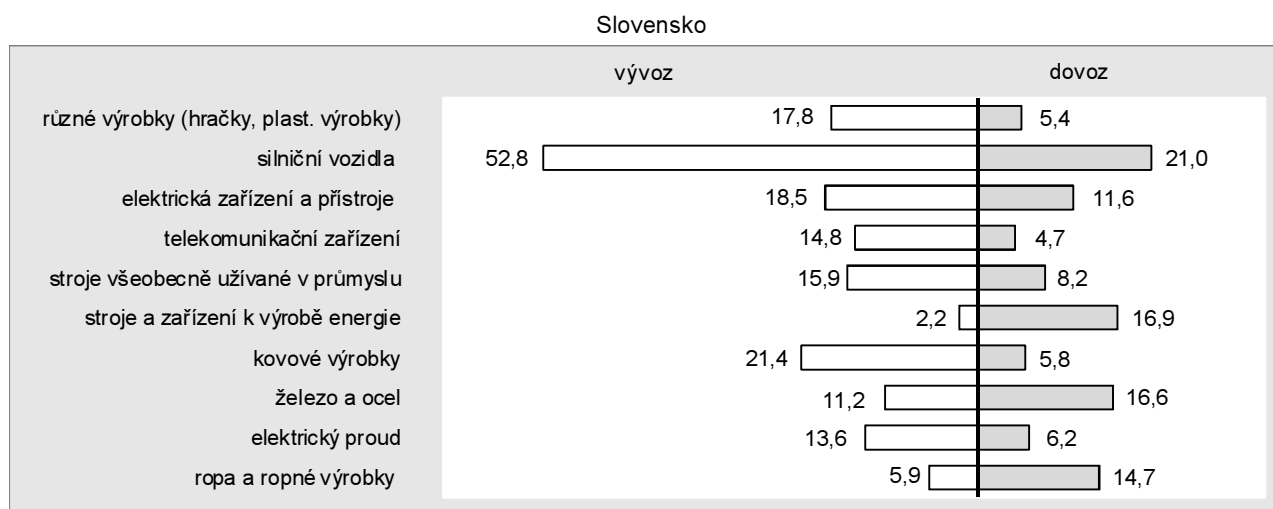 Slovensko
vývoz dovoz
různé výrobky (hračky, plast. výrobky) 17,8 5,4
silniční vozidla 52,8 21,0
elektrická zařízení a přístroje 18,5 11,6
telekomunikační zařízení 14,8 4,7
stroje všeobecně užívané v průmyslu 15,9 8,2
stroje a zařízení k výrobě energie 2,2 16,9
kovové výrobky 21,4 5,8
železo a ocel 11,2 16,6
elektrický proud 13,6 6,2
ropa a ropné výrobky 5,9 14,7